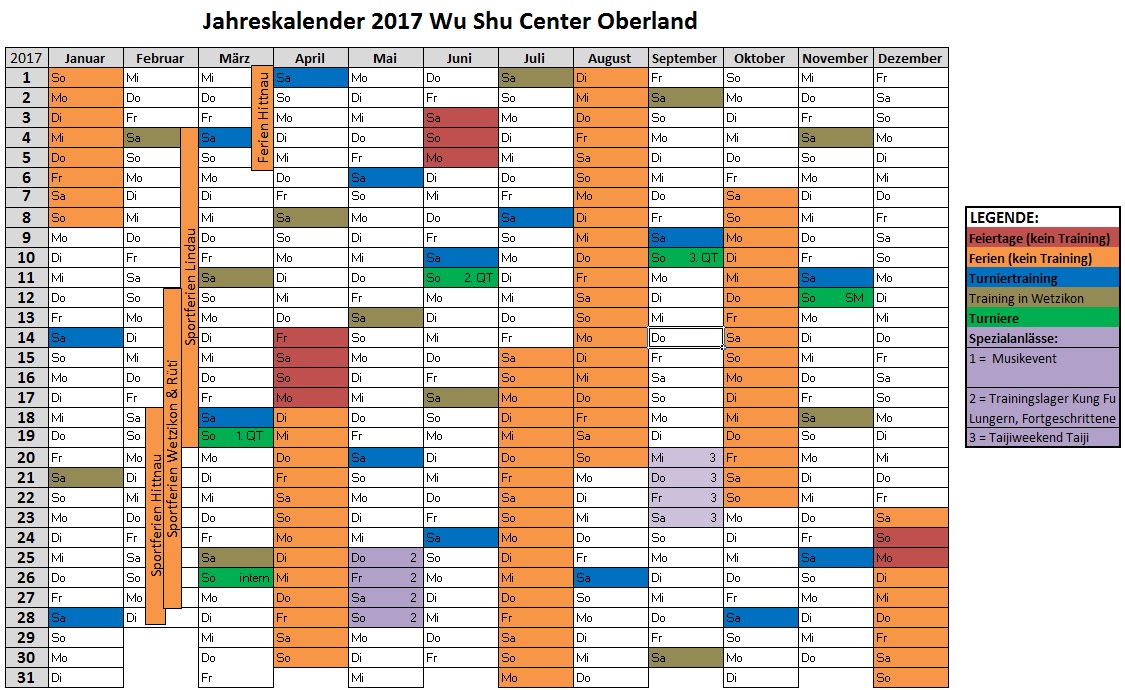 Jahreskalender 2017 Wu Shu Center Oberland
2017 Januar Februar März April Mai Juni Juli August September Oktober November Dezember
1 So Mi Mi Sa Mo Do Sa Di Fr So Mi Fr
2 Mo Do Do So Di Fr So Mi Sa Mo Do Sa
3 Di Fr Fr Mo Mi Sa Mo Do So Di Fr So
4 Mi Sa Sa Di Do So Di Fr Mo Mi Sa Mo
5 Do So So Mi Fr Mo Mi Sa Di Do So Di
6 Fr Mo Mo Do Sa Di Do So Mi Fr Mo Mi
7 Sa Di Di Fr So Mi Fr Mo Do Sa Di Do
8 So Mi Mi Sa Mo Do Sa Di Fr So Mi Fr
9 Mo Do Do So Di Fr So Mi Sa Mo Do Sa
10 Di Fr Fr Mo Mi Sa Mo Do So 3. QT Di Fr So
11 Mi Sa Sa Di Do So 2. QT Di Fr Mo Mi Sa Mo
12 Do So So Mi Fr Mo Mi Sa Di Do So SM Di
13 Fr Mo Mo Do Sa Di Do So Mi Fr Mo Mi
14 Sa Di Di Fr So Mi Fr Mo Do Sa Di Do
15 So Mi Mi Sa Mo Do Sa Di Fr So Mi Fr
16 Mo Do Do So Di Fr So Mi Sa Mo Do Sa
17 Di Fr Fr Mo Mi Sa Mo Do So Di Fr So
18 Mi Sa Sa Di Do So Di Fr Mo Mi Sa Mo
19 Do So So 1. QT Mi Fr Mo Mi Sa Di Do So Di
20 Fr Mo Mo Do Sa Di Do So Mi 3 Fr Mo Mi
21 Sa Di Di Fr So Mi Fr Mo Do 3 Sa Di Do
22 So Mi Mi Sa Mo Do Sa Di Fr 3 So Mi Fr
23 Mo Do Do So Di Fr So Mi Sa 3 Mo Do Sa
24 Di Fr Fr Mo Mi Sa Mo Do So Di Fr So
25 Mi Sa Sa Di Do 2 So Di Fr Mo Mi Sa Mo
26 Do So So intern Mi Fr 2 Mo Mi Sa Di Do So Di
27 Fr Mo Mo Do Sa 2 Di Do So Mi Fr Mo Mi
28 Sa Di Di Fr So 2 Mi Fr Mo Do Sa Di Do
29 So Mi Sa Mo Do Sa Di Fr So Mi Fr
30 Mo Do So Di Fr So Mi Sa Mo Do Sa
31 Di Fr Mi Mo Do Di So
Sportferien Hittnau
Sportferien Wetzikon & Rüti
Sportferien Lindau
Ferien Hittnau
LEGENDE:
Feiertage (kein Training)
Ferien (kein Training)
Turniertraining
Training in Wetzikon
Turniere
Spezialanlässe:
1 = Musikevent
2 = Trainingslager Kung Fu
Lungern, Fortgeschrittene
3 = Taijiweekend Taiji